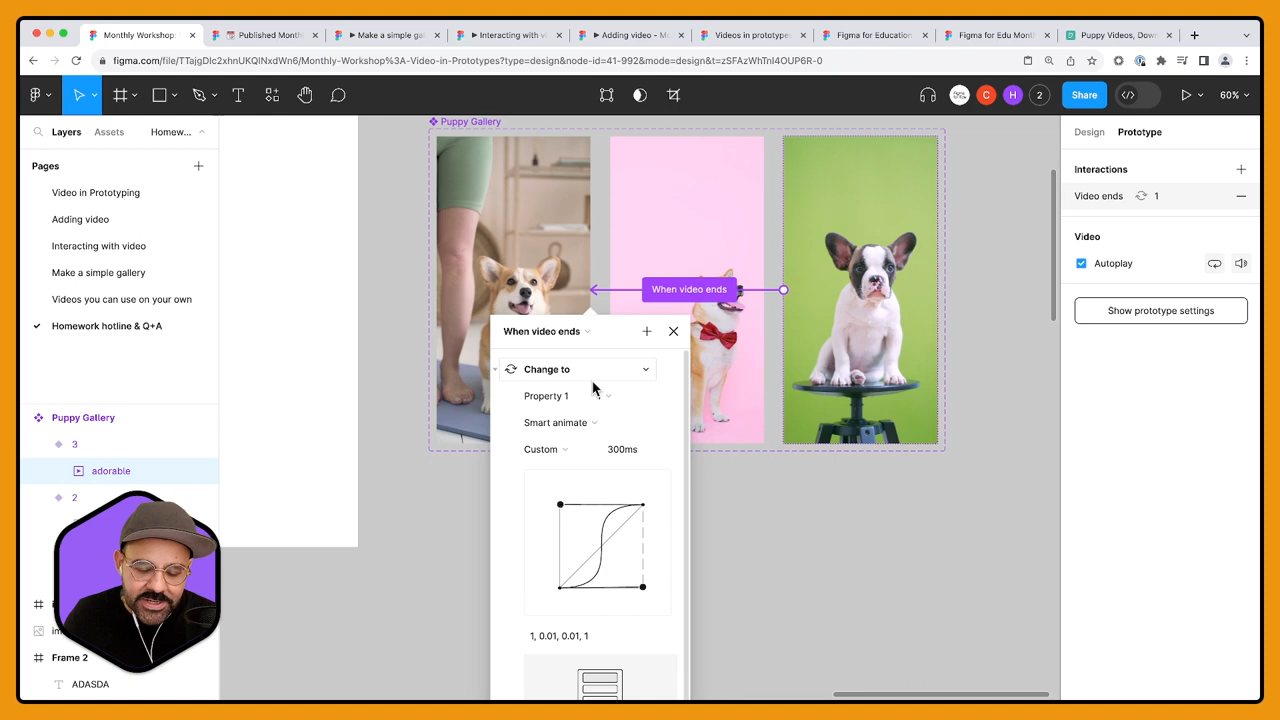 Monthly Workshop:
Published Month
Make a simple gal
Interacting with vi
Adding video – Mo
Videos in prototypes
Figma for Education
Figma for Edu Month
Puppy Videos, Down
figma.com/file/TTajgDlc2xhnUKQlNxdWn6/Monthly-Workshop%3A-Video-in-Prototypes?type=design&node-id=41-992&mode=design&t=zSFAzWhTnI4OUP6R-0
C
H
2
Share
60%
Layers
Assets
Homew...
Pages
Video in Prototyping
Adding video
Interacting with video
Make a simple gallery
Videos you can use on your own
Homework hotline & Q+A
Puppy Gallery
3
adorable
2
Frame 2
ADASDA
Puppy Gallery
When video ends
When video ends
Change to
Property 1
Smart animate
Custom
300ms
1, 0.01, 0.01, 1
Design
Prototype
Interactions
Video ends
1
Video
Autoplay
Show prototype settings